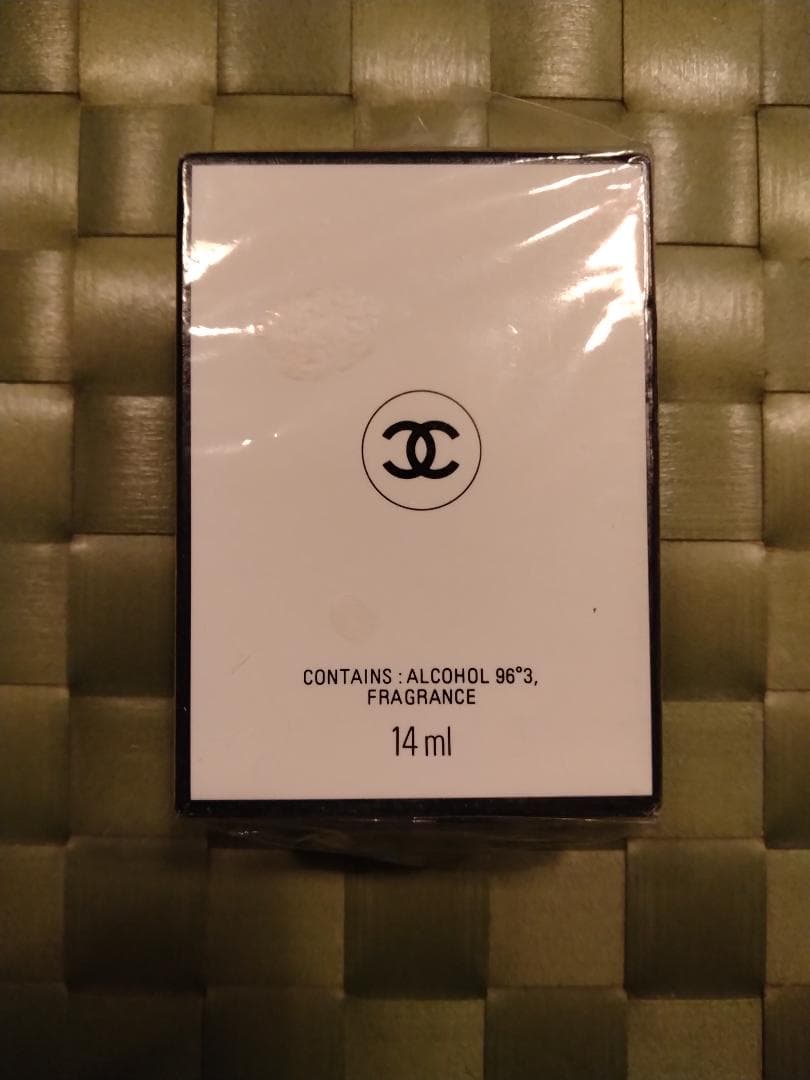 CONTAINS : ALCOHOL 96°3,
FRAGRANCE
14 ml